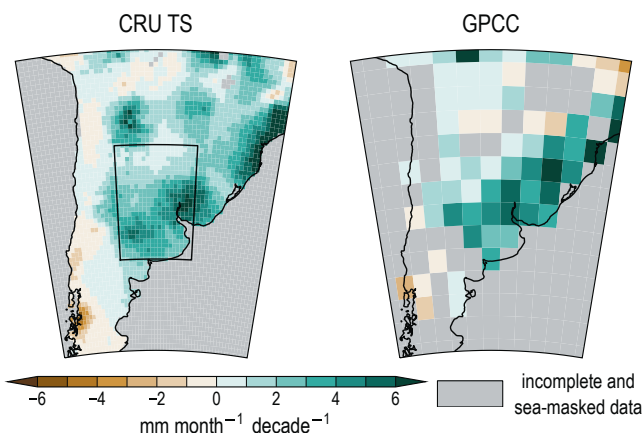 CRU TS
GPCC
−6 −4 −2 0 2 4 6
mm month⁻¹ decade⁻¹
incomplete and
sea-masked data